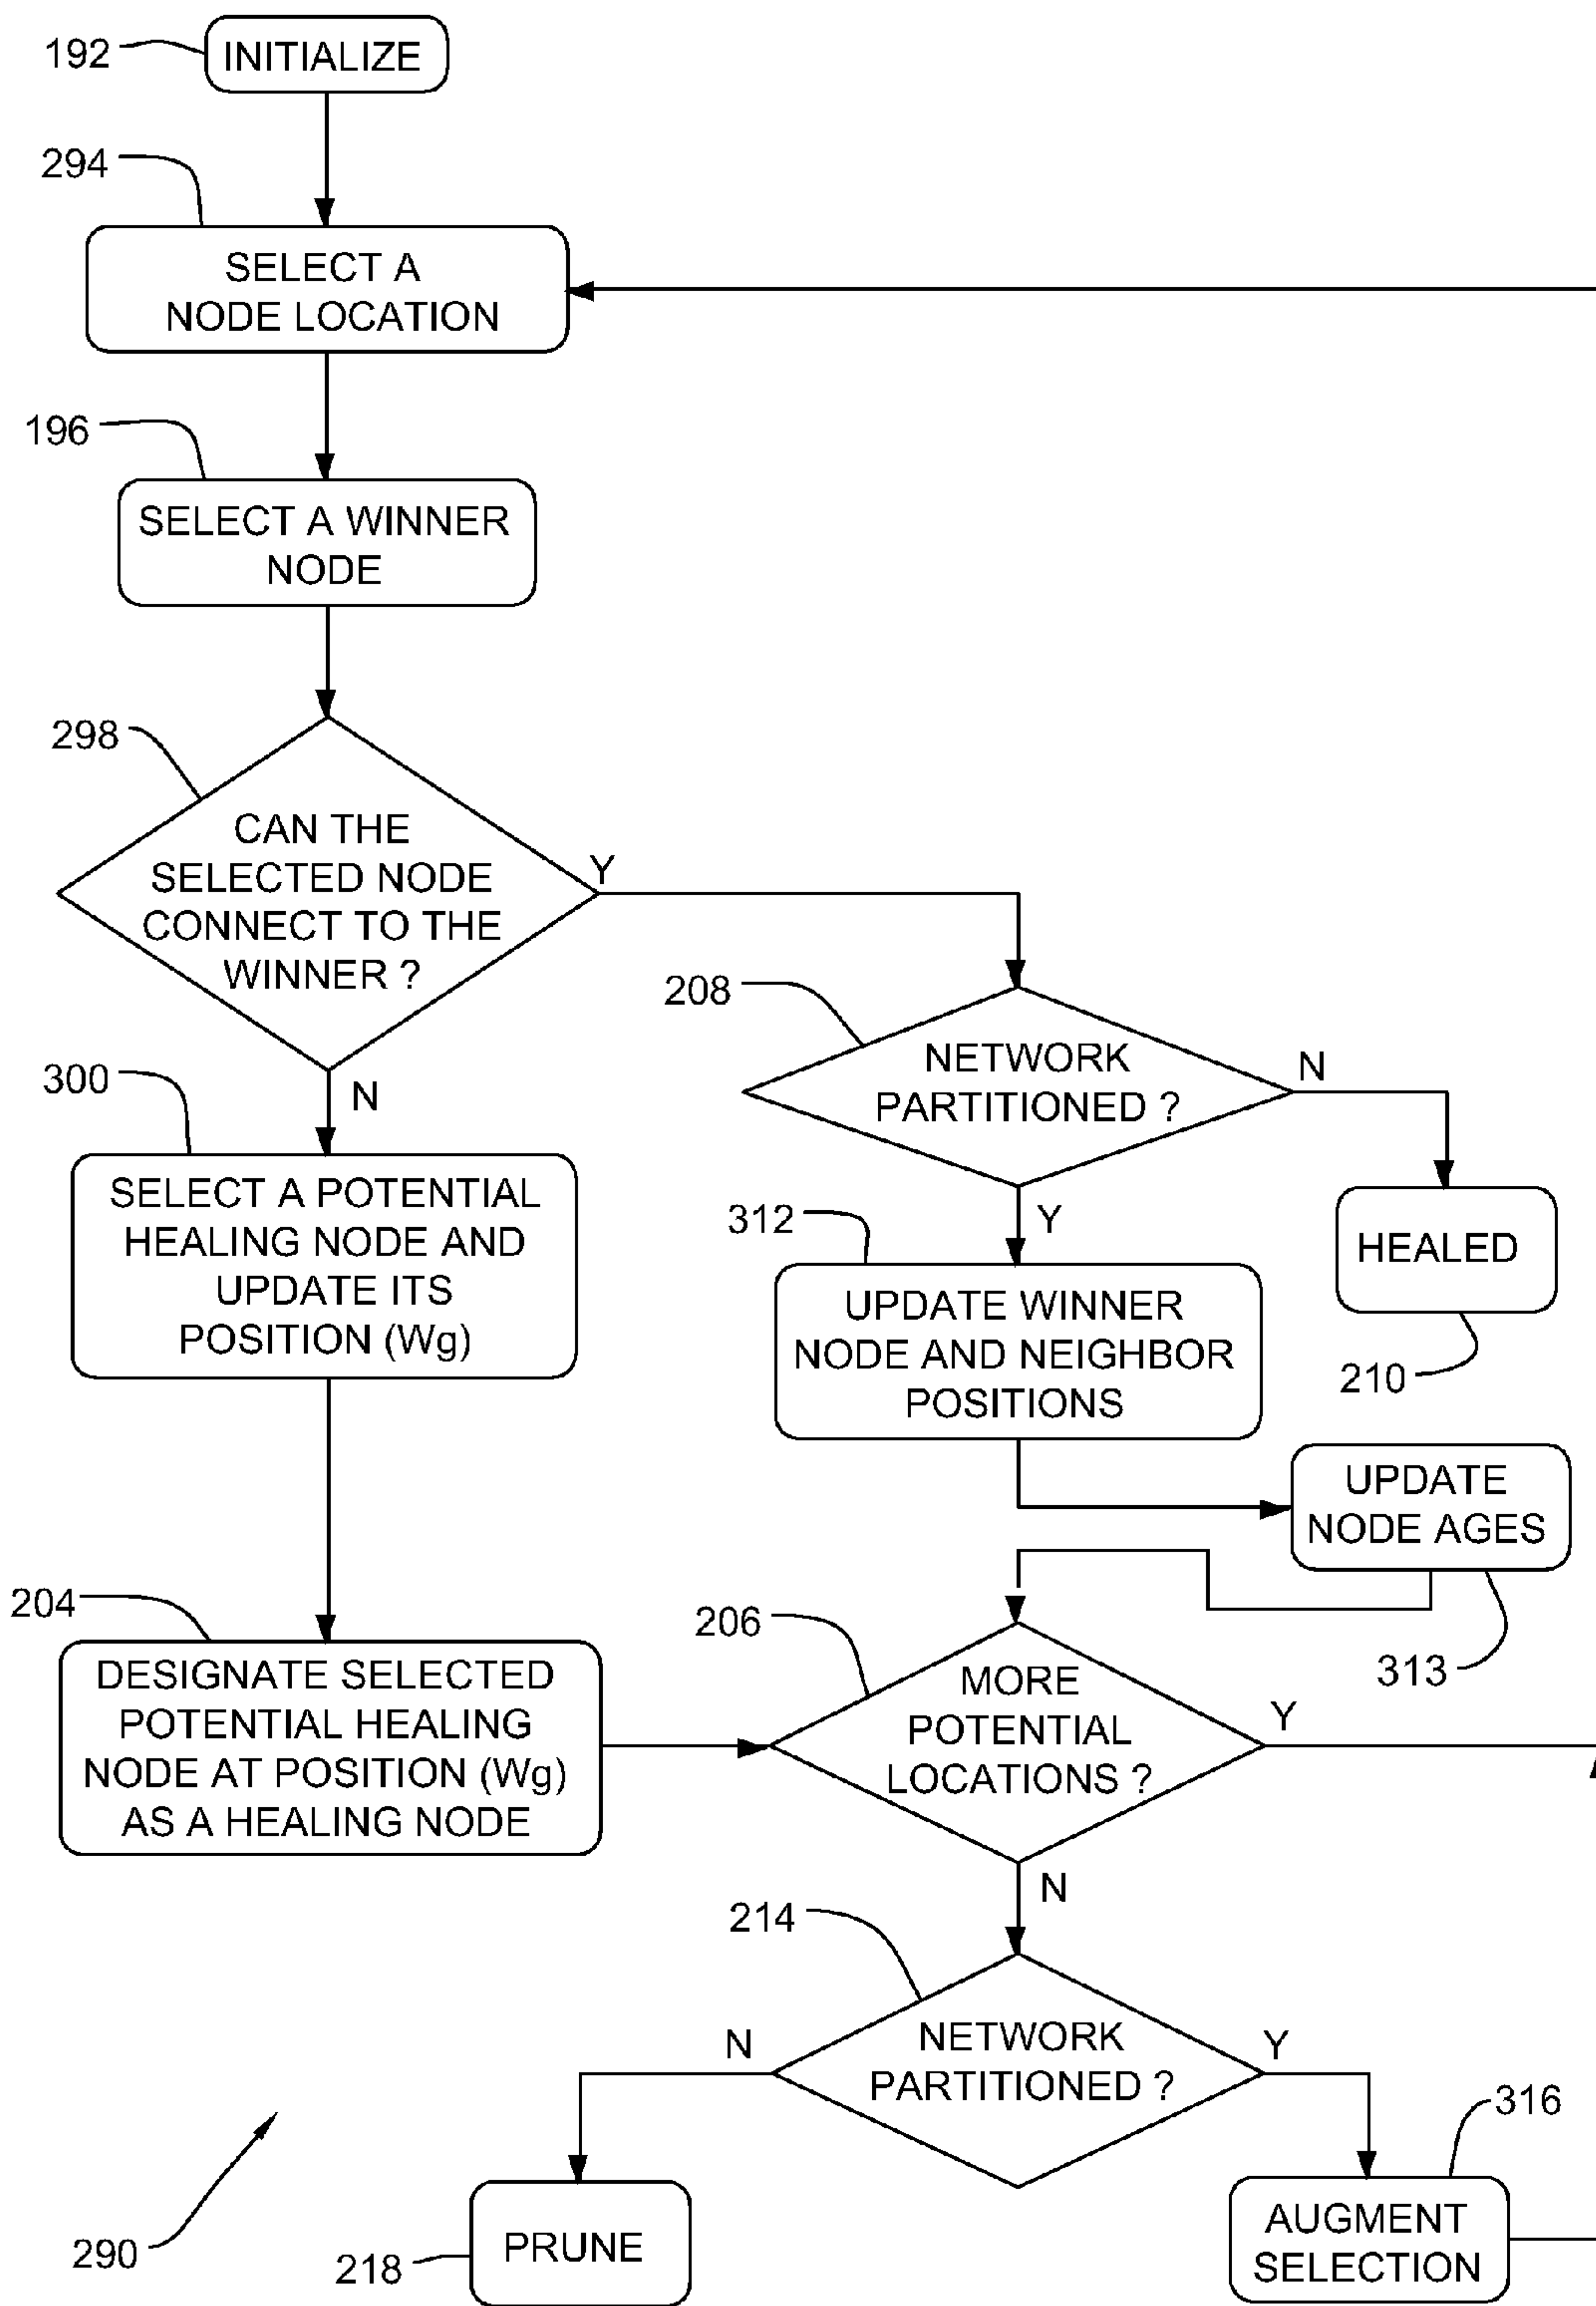 192
INITIALIZE
294
SELECT A
NODE LOCATION
196
SELECT A WINNER
NODE
298
CAN THE
SELECTED NODE
CONNECT TO THE
WINNER ?
Y
N
208
NETWORK
PARTITIONED ?
N
Y
300
SELECT A POTENTIAL
HEALING NODE AND
UPDATE ITS
POSITION (Wg)
312
UPDATE WINNER
NODE AND NEIGHBOR
POSITIONS
HEALED
210
UPDATE
NODE AGES
313
204
DESIGNATE SELECTED
POTENTIAL HEALING
NODE AT POSITION (Wg)
AS A HEALING NODE
206
MORE
POTENTIAL
LOCATIONS ?
Y
N
214
NETWORK
PARTITIONED ?
N
Y
316
AUGMENT
SELECTION
PRUNE
218
290